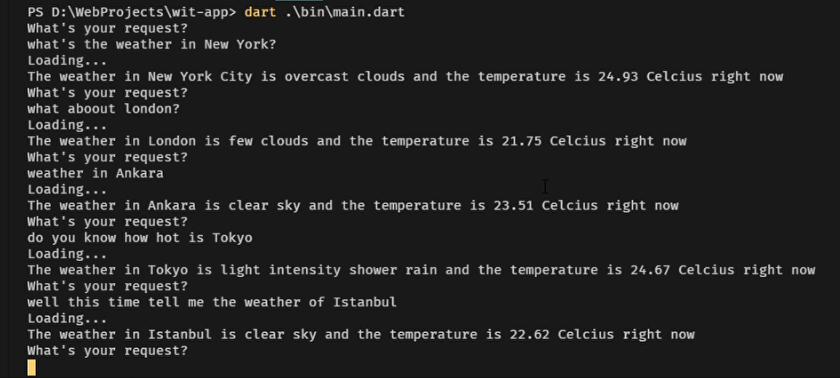 PS D:\WebProjects\wit-app> dart .\bin\main.dart
What's your request?
what's the weather in New York?
Loading...
The weather in New York City is overcast clouds and the temperature is 24.93 Celcius right now
What's your request?
what aboout london?
Loading...
The weather in London is few clouds and the temperature is 21.75 Celcius right now
What's your request?
weather in Ankara
Loading...
The weather in Ankara is clear sky and the temperature is 23.51 Celcius right now
What's your request?
do you know how hot is Tokyo
Loading...
The weather in Tokyo is light intensity shower rain and the temperature is 24.67 Celcius right now
What's your request?
well this time tell me the weather of Istanbul
Loading...
The weather in Istanbul is clear sky and the temperature is 22.62 Celcius right now
What's your request?